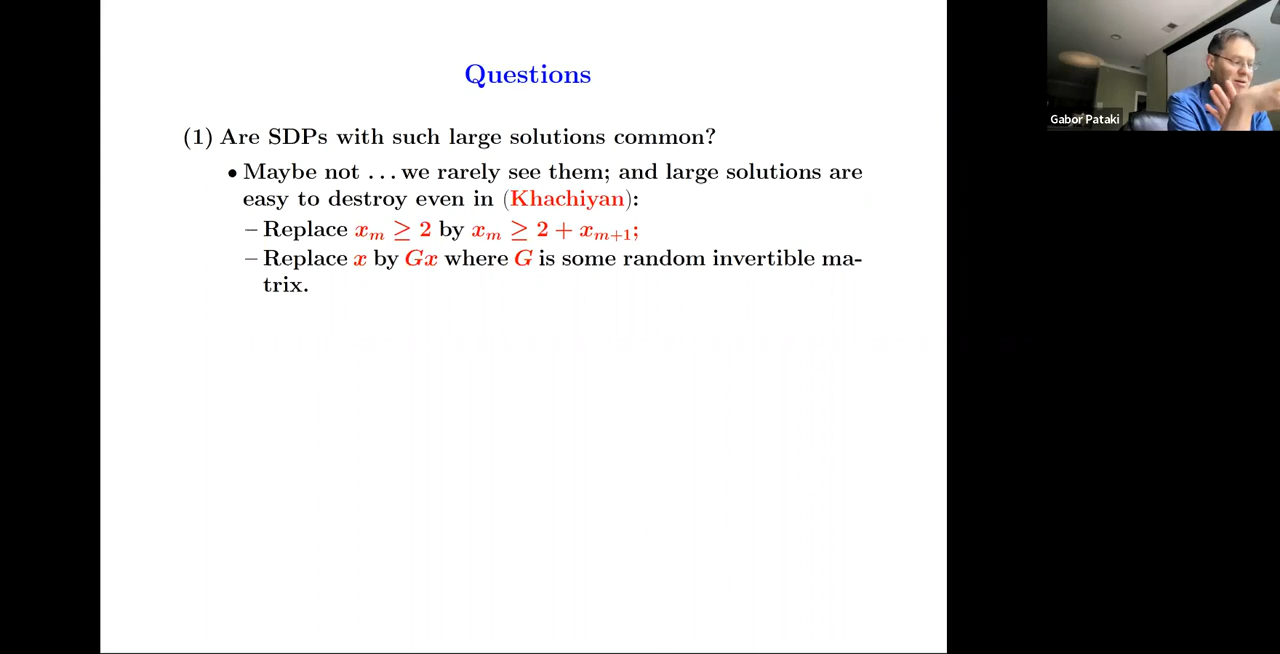 Questions
(1) Are SDPs with such large solutions common?
• Maybe not ... we rarely see them; and large solutions are
easy to destroy even in (Khachiyan):
– Replace xₘ ≥ 2 by xₘ ≥ 2 + xₘ₊₁;
– Replace x by Gx where G is some random invertible ma-
trix.
Gabor Pataki